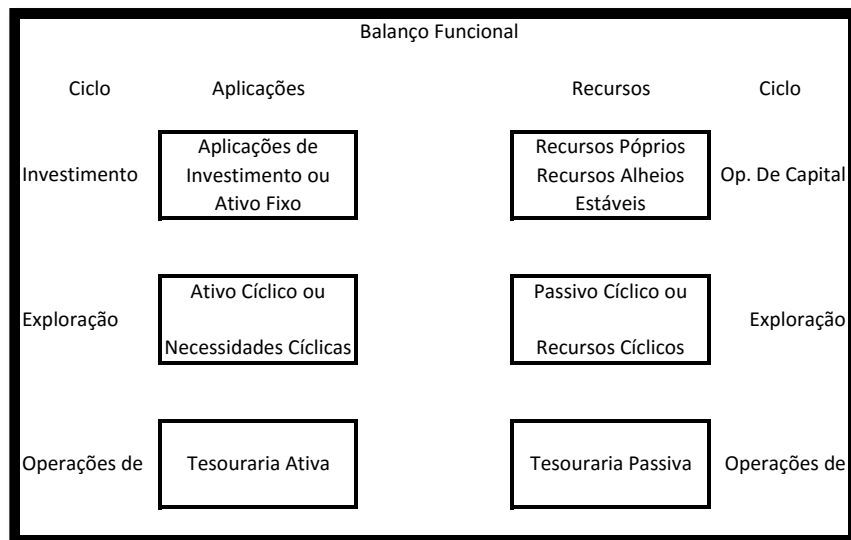 Balanço Funcional
Ciclo Aplicações Recursos Ciclo
Investimento
Aplicações de
Investimento ou
Ativo Fixo
Recursos Póprios
Recursos Alheios
Estáveis
Op. De Capital
Exploração
Ativo Cíclico ou
Necessidades Cíclicas
Passivo Cíclico ou
Recursos Cíclicos
Exploração
Operações de
Tesouraria Ativa
Tesouraria Passiva
Operações de